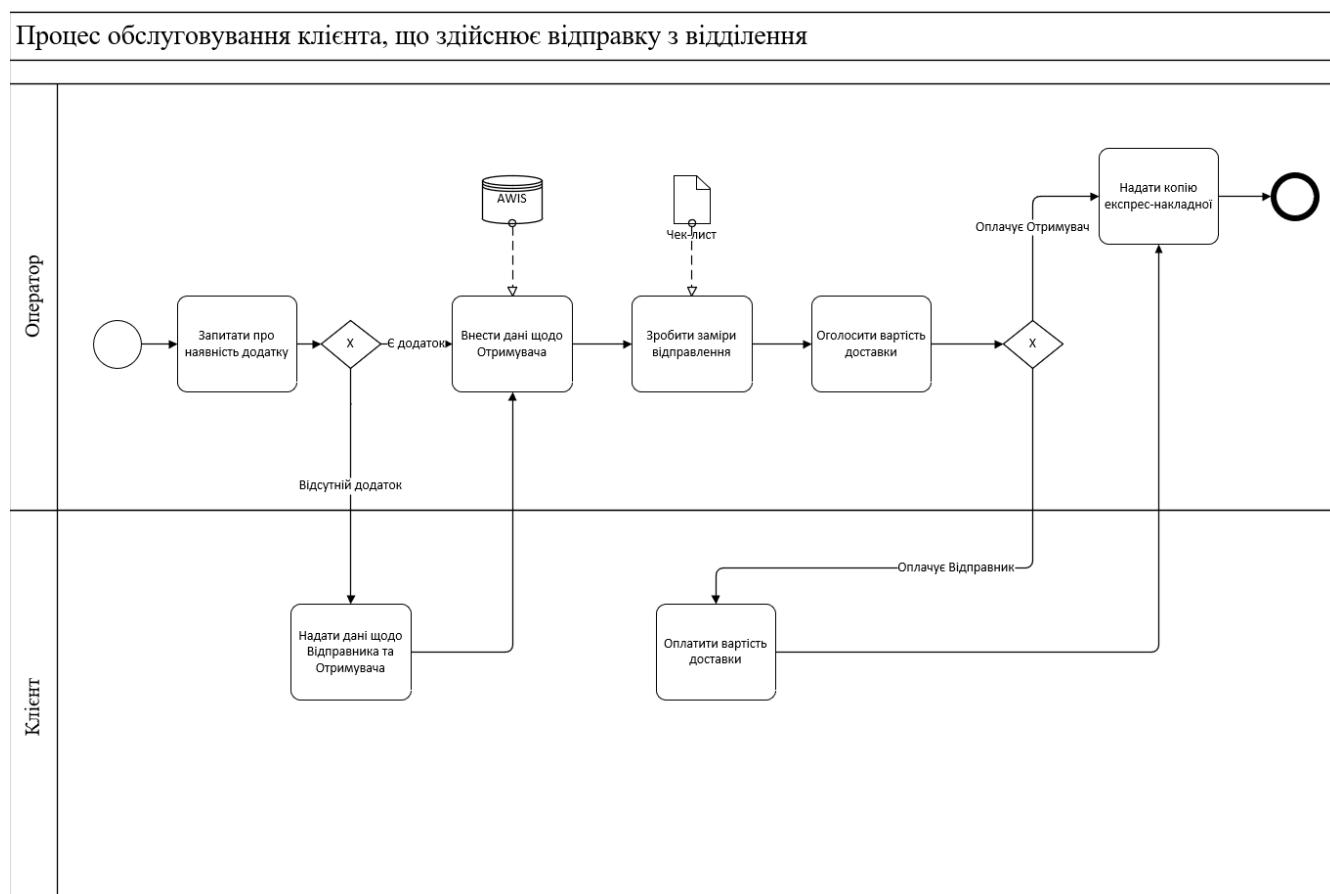 Процес обслуговування клієнта, що здійснює відправку з відділення
Оператор
Надати копію
експрес-накладної
AWIS
Чек-лист
Оплачує Отримувач
Запитати про
наявність додатку
X
Є додаток
Внести дані щодо
Отримувача
Зробити заміри
відправлення
Оголосити вартість
доставки
X
Відсутній додаток
Клієнт
Оплачує Відправник
Надати дані щодо
Відправника та
Отримувача
Оплатити вартість
доставки